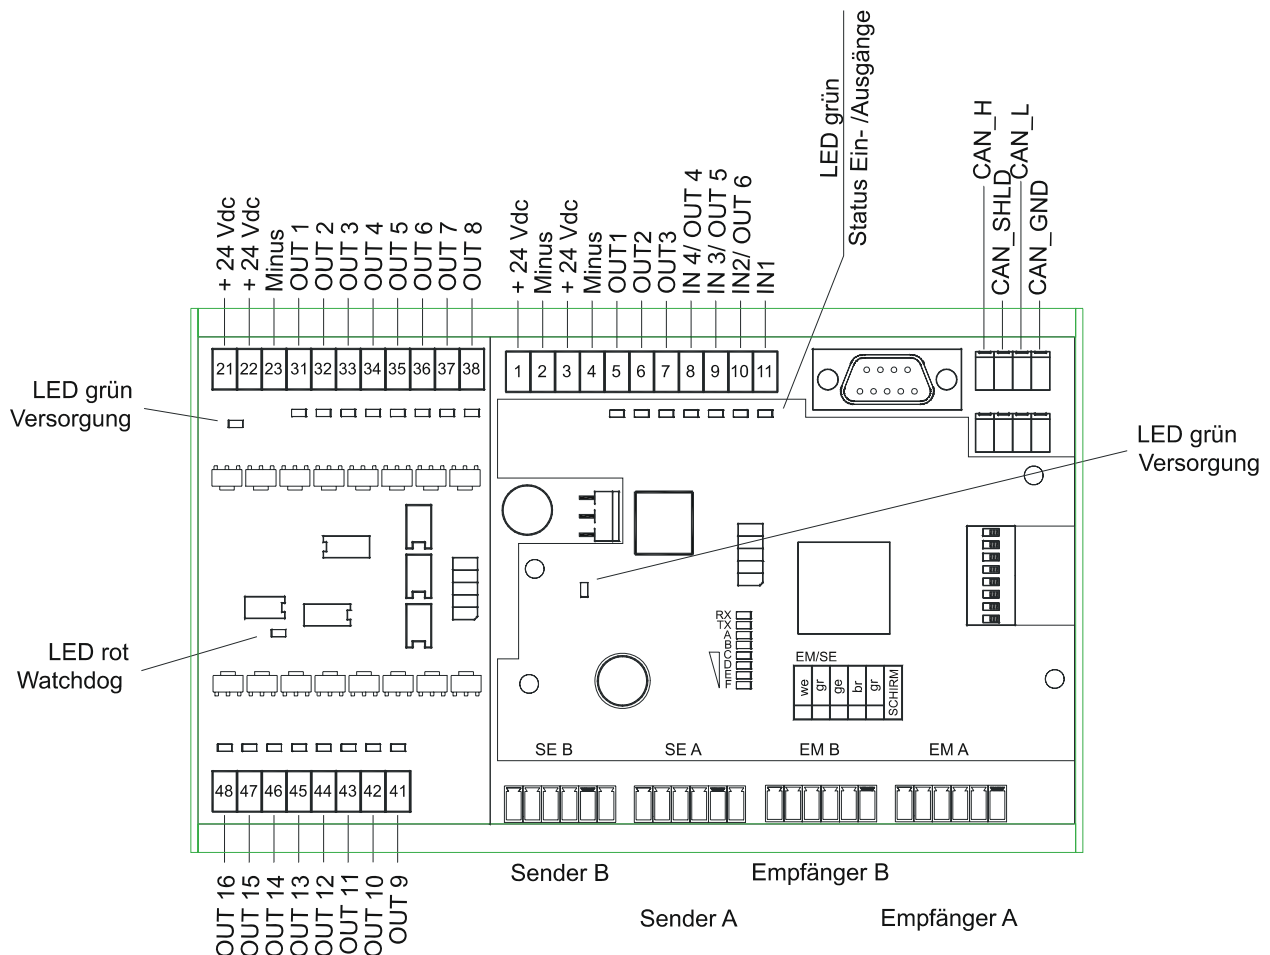 LED grün
Status Ein- /Ausgänge
CAN_H
CAN_SHLD
CAN_L
CAN_GND
+ 24 Vdc
+ 24 Vdc
Minus
OUT 1
OUT 2
OUT 3
OUT 4
OUT 5
OUT 6
OUT 7
OUT 8
+ 24 Vdc
Minus
+ 24 Vdc
Minus
OUT1
OUT2
OUT3
IN 4/ OUT 4
IN 3/ OUT 5
IN2/ OUT 6
IN1
21 22 23 31 32 33 34 35 36 37 38
1 2 3 4 5 6 7 8 9 10 11
LED grün
Versorgung
LED grün
Versorgung
LED rot
Watchdog
RX
TX
A
B
C
D
E
F
EM/SE
we
gr
ge
br
gr
SCHIRM
SE B
SE A
EM B
EM A
48 47 46 45 44 43 42 41
OUT 16
OUT 15
OUT 14
OUT 13
OUT 12
OUT 11
OUT 10
OUT 9
Sender B
Empfänger B
Sender A
Empfänger A